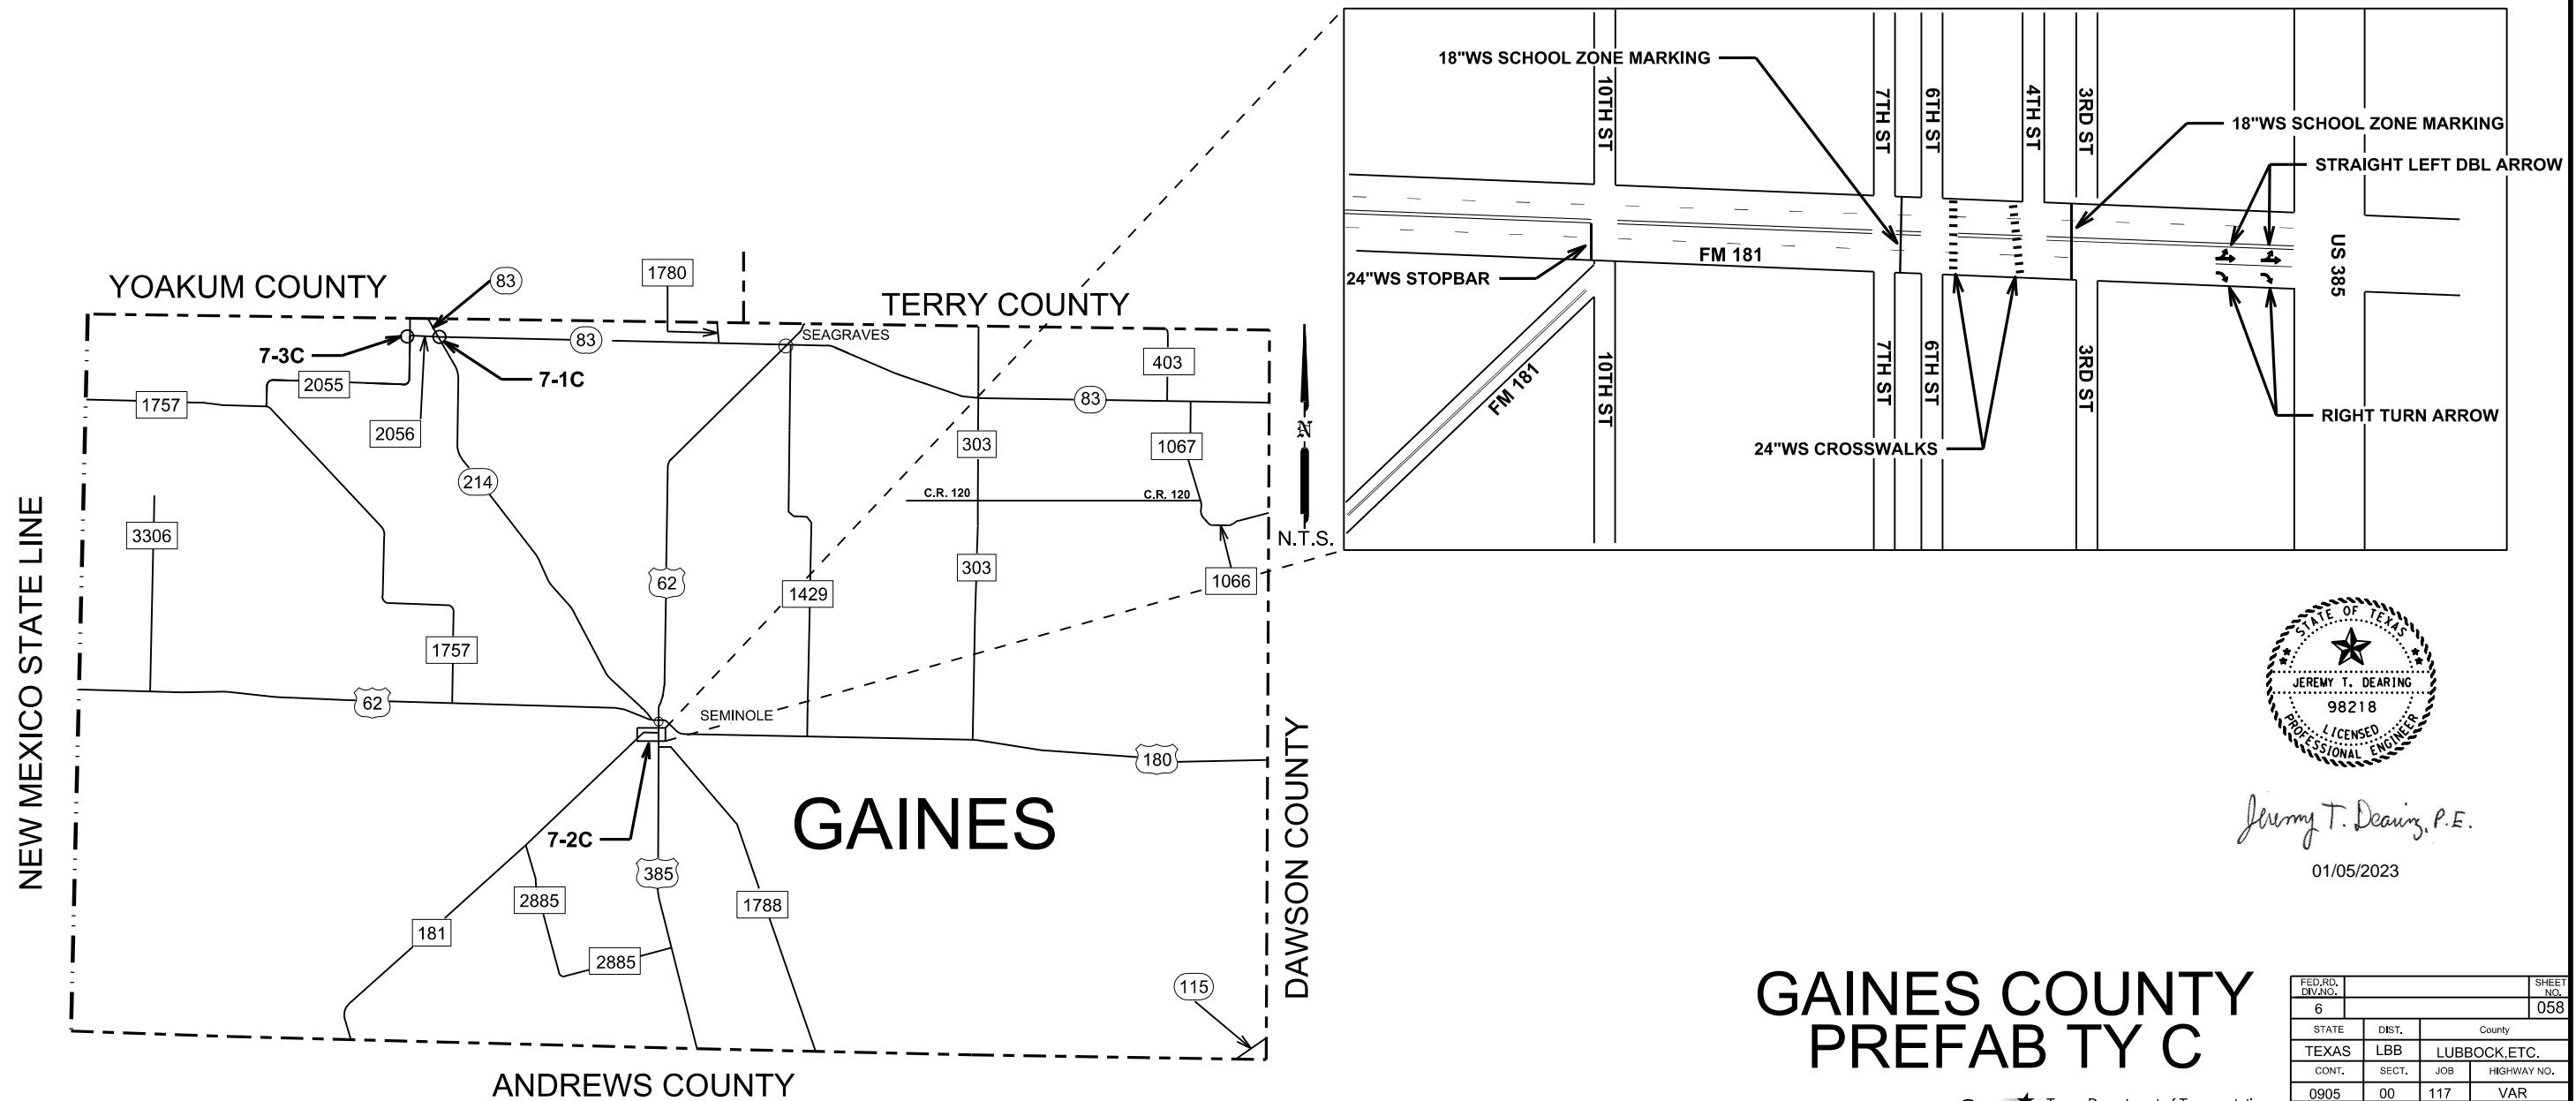 YOAKUM COUNTY
83
1780
TERRY COUNTY
SEAGRAVES
7-3C
83
403
2055
7-1C
1757
83
2056
303
1067
N
214
C.R. 120
C.R. 120
3306
N.T.S.
62
1429
303
1066
NEW MEXICO STATE LINE
1757
62
SEMINOLE
180
DAWSON COUNTY
GAINES
7-2C
385
2885
1788
181
2885
115
ANDREWS COUNTY
18"WS SCHOOL ZONE MARKING
10TH ST
7TH ST
6TH ST
4TH ST
3RD ST
18"WS SCHOOL ZONE MARKING
STRAIGHT LEFT DBL ARROW
FM 181
US 385
24"WS STOPBAR
FM 181
10TH ST
7TH ST
6TH ST
3RD ST
RIGHT TURN ARROW
24"WS CROSSWALKS
STATE OF TEXAS
JEREMY T. DEARING
98218
LICENSED
PROFESSIONAL ENGINEER
Jeremy T. Dearing, P.E.
01/05/2023
GAINES COUNTY
PREFAB TY C
FED.RD. DIV.NO.
SHEET NO.
6
058
STATE DIST. County
TEXAS LBB LUBBOCK,ETC.
CONT. SECT. JOB HIGHWAY NO.
0905 00 117 VAR